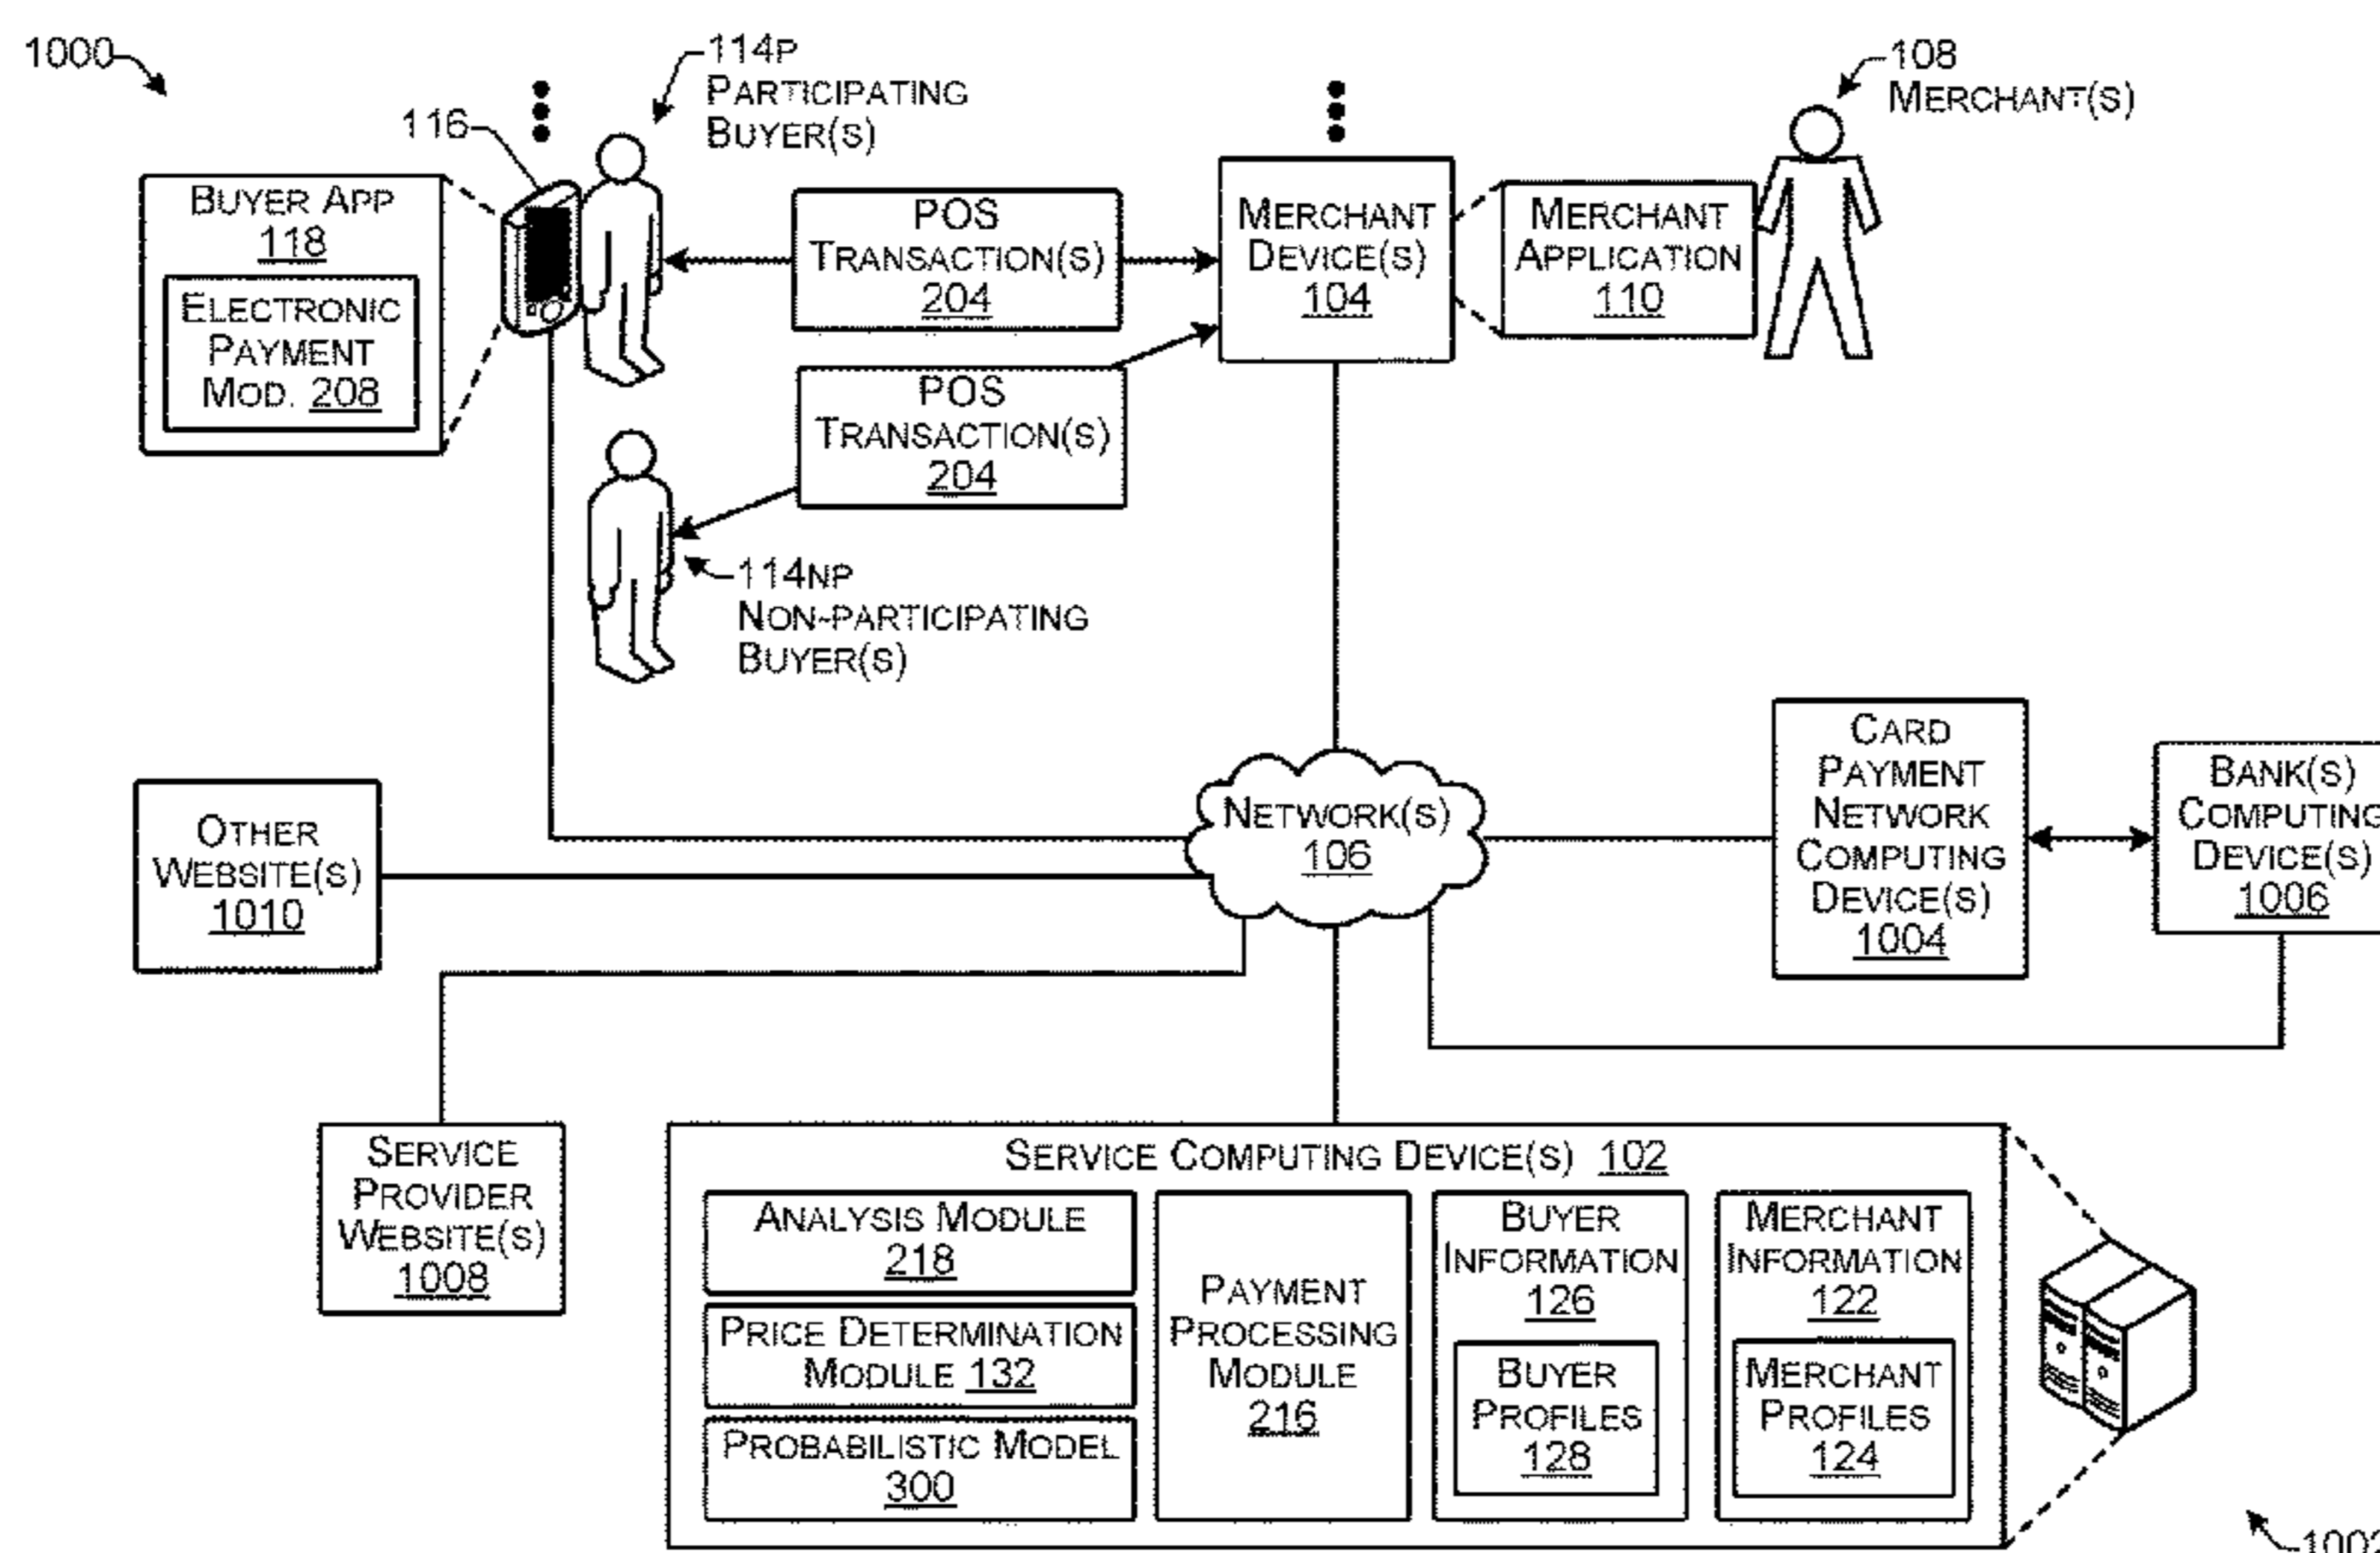 1000
114P
PARTICIPATING
BUYER(S)
116
108
MERCHANT(S)
BUYER APP
118
ELECTRONIC
PAYMENT
MOD. 208
POS
TRANSACTION(S)
204
MERCHANT
DEVICE(S)
104
MERCHANT
APPLICATION
110
POS
TRANSACTION(S)
204
114NP
NON-PARTICIPATING
BUYER(S)
OTHER
WEBSITE(S)
1010
NETWORK(S)
106
CARD
PAYMENT
NETWORK
COMPUTING
DEVICE(S)
1004
BANK(S)
COMPUTING
DEVICE(S)
1006
SERVICE
PROVIDER
WEBSITE(S)
1008
SERVICE COMPUTING DEVICE(S) 102
ANALYSIS MODULE
218
PRICE DETERMINATION
MODULE 132
PROBABILISTIC MODEL
300
PAYMENT
PROCESSING
MODULE
216
BUYER
INFORMATION
126
BUYER
PROFILES
128
MERCHANT
INFORMATION
122
MERCHANT
PROFILES
124
1002